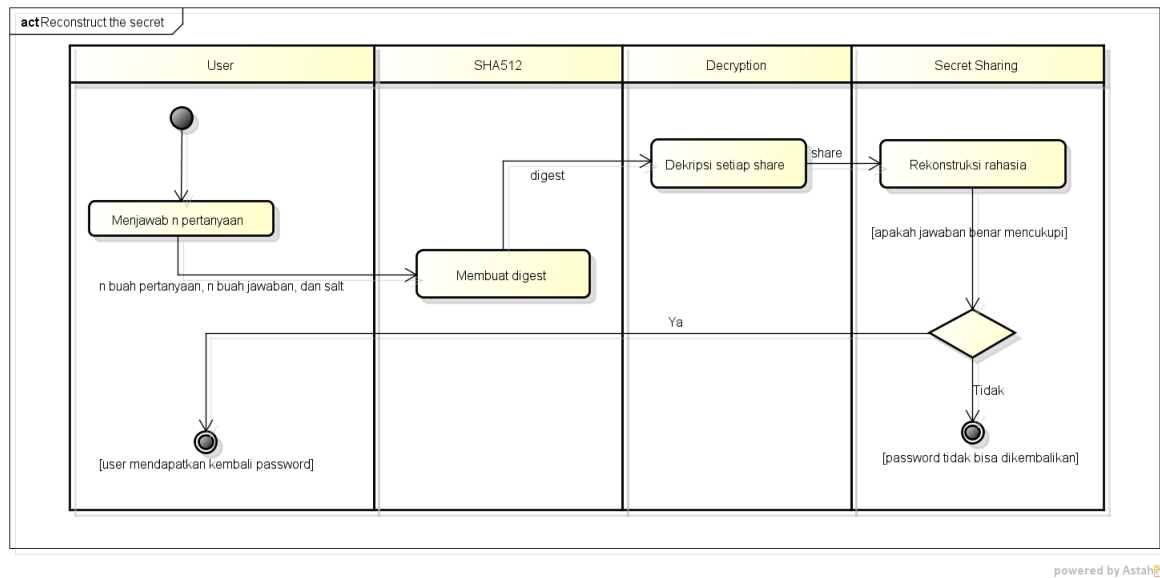 act Reconstruct the secret
User
SHA512
Decryption
Secret Sharing
Menjawab n pertanyaan
n buah pertanyaan, n buah jawaban, dan salt
Membuat digest
digest
Dekripsi setiap share
share
Rekonstruksi rahasia
[apakah jawaban benar mencukupi]
Ya
Tidak
[user mendapatkan kembali password]
[password tidak bisa dikembalikan]
powered by Astah